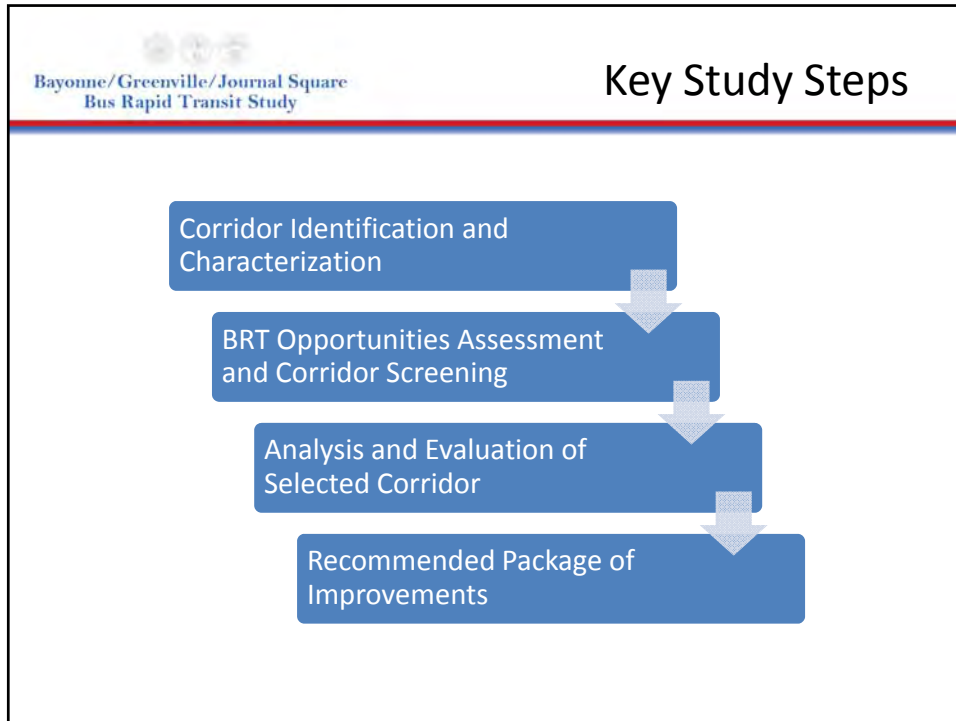 Bayonne/Greenville/Journal Square
Bus Rapid Transit Study
Key Study Steps
Corridor Identification and
Characterization
BRT Opportunities Assessment
and Corridor Screening
Analysis and Evaluation of
Selected Corridor
Recommended Package of
Improvements